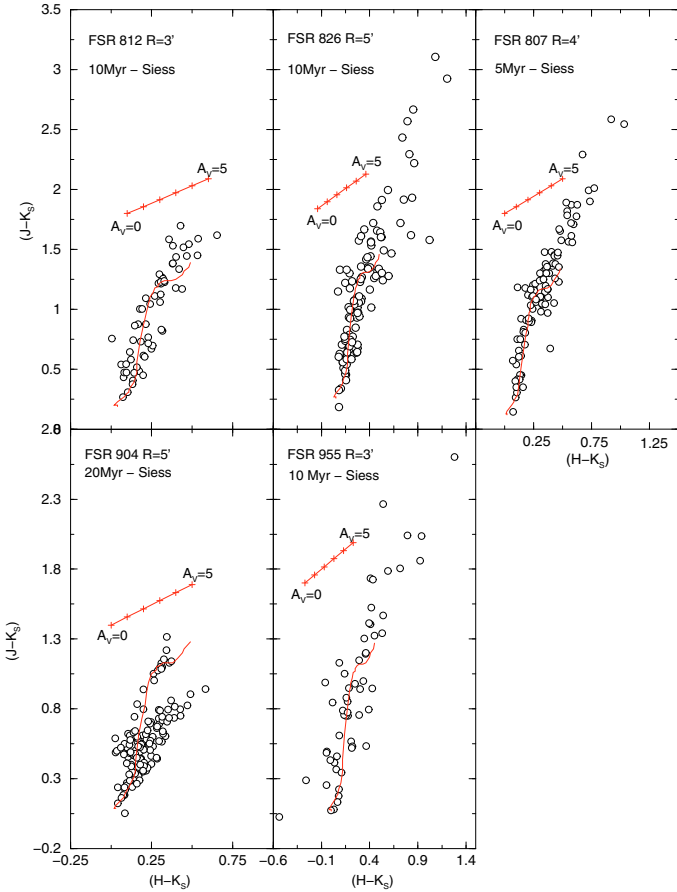 FSR 812 R=3'
10Myr – Siess
A_V=5
A_V=0
FSR 826 R=5'
10Myr – Siess
A_V=5
A_V=0
FSR 807 R=4'
5Myr – Siess
A_V=5
A_V=0
3.5
3
2.5
2
1.5
1
0.5
(J–K_S)
0.25 0.75 1.25
(H–K_S)
FSR 904 R=5'
20Myr – Siess
A_V=5
A_V=0
FSR 955 R=3'
10 Myr – Siess
A_V=5
A_V=0
2.3
1.8
1.3
0.8
0.3
−0.2
(J–K_S)
−0.25 0.25 0.75
(H–K_S)
−0.6 −0.1 0.4 0.9 1.4
(H–K_S)